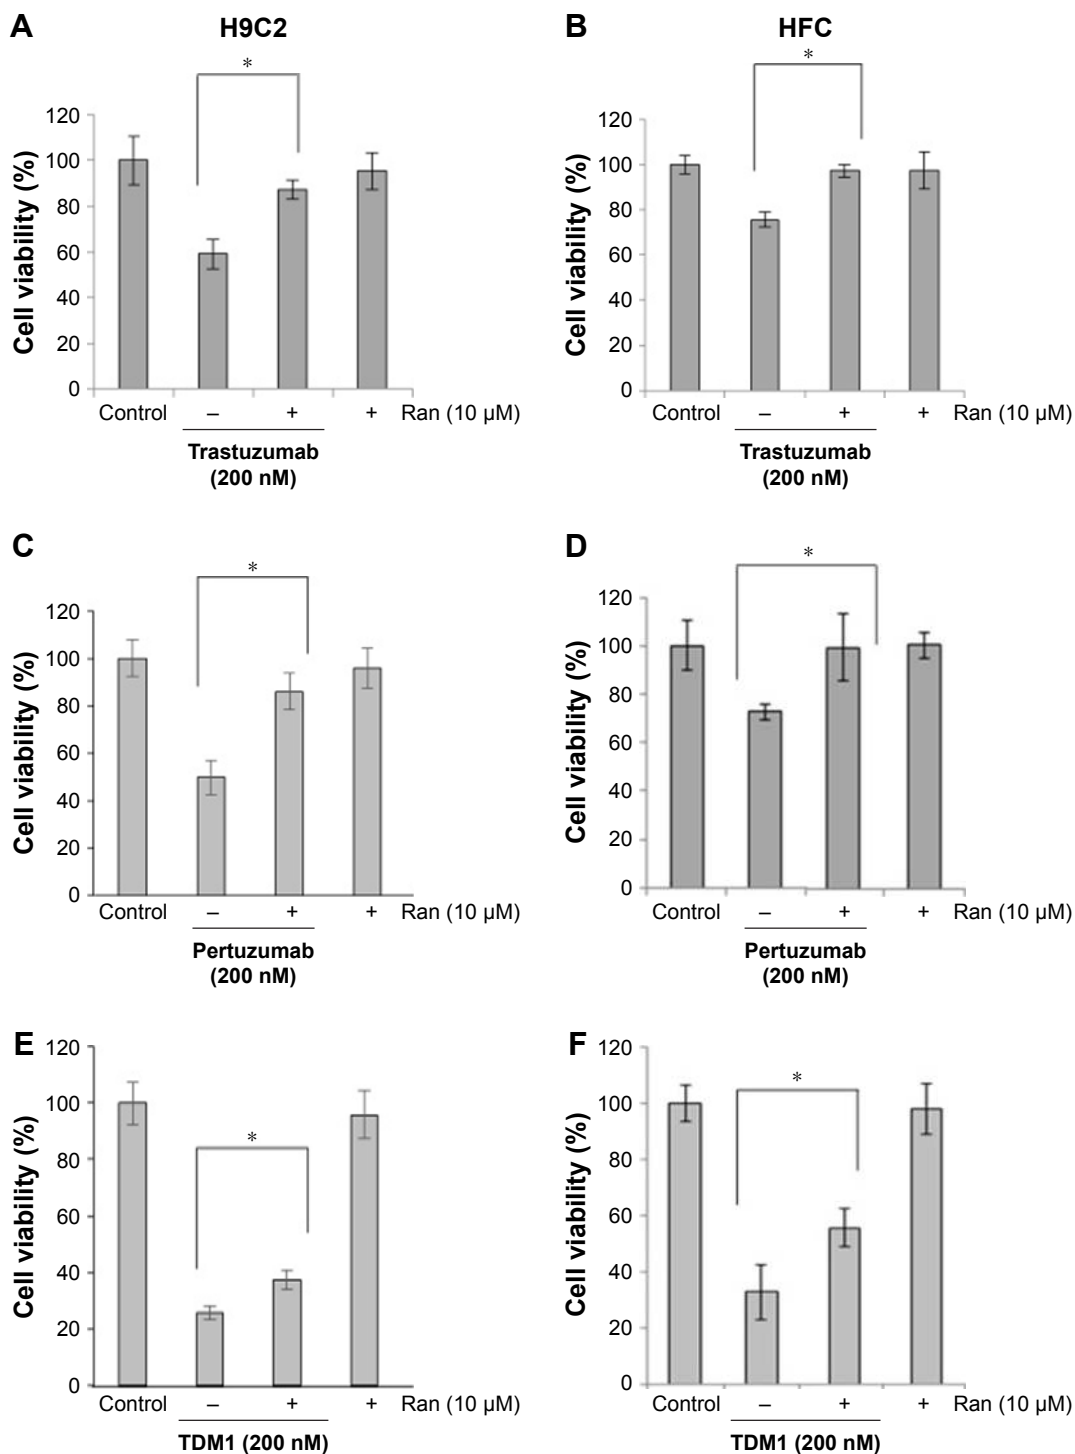 A
H9C2
*
Cell viability (%)
120
100
80
60
40
20
0
Control – + + Ran (10 µM)
Trastuzumab
(200 nM)
B
HFC
*
Cell viability (%)
120
100
80
60
40
20
0
Control – + + Ran (10 µM)
Trastuzumab
(200 nM)
C
*
Cell viability (%)
120
100
80
60
40
20
0
Control – + + Ran (10 µM)
Pertuzumab
(200 nM)
D
*
Cell viability (%)
120
100
80
60
40
20
0
Control – + + Ran (10 µM)
Pertuzumab
(200 nM)
E
*
Cell viability (%)
120
100
80
60
40
20
0
Control – + + Ran (10 µM)
TDM1 (200 nM)
F
*
Cell viability (%)
120
100
80
60
40
20
0
Control – + + Ran (10 µM)
TDM1 (200 nM)